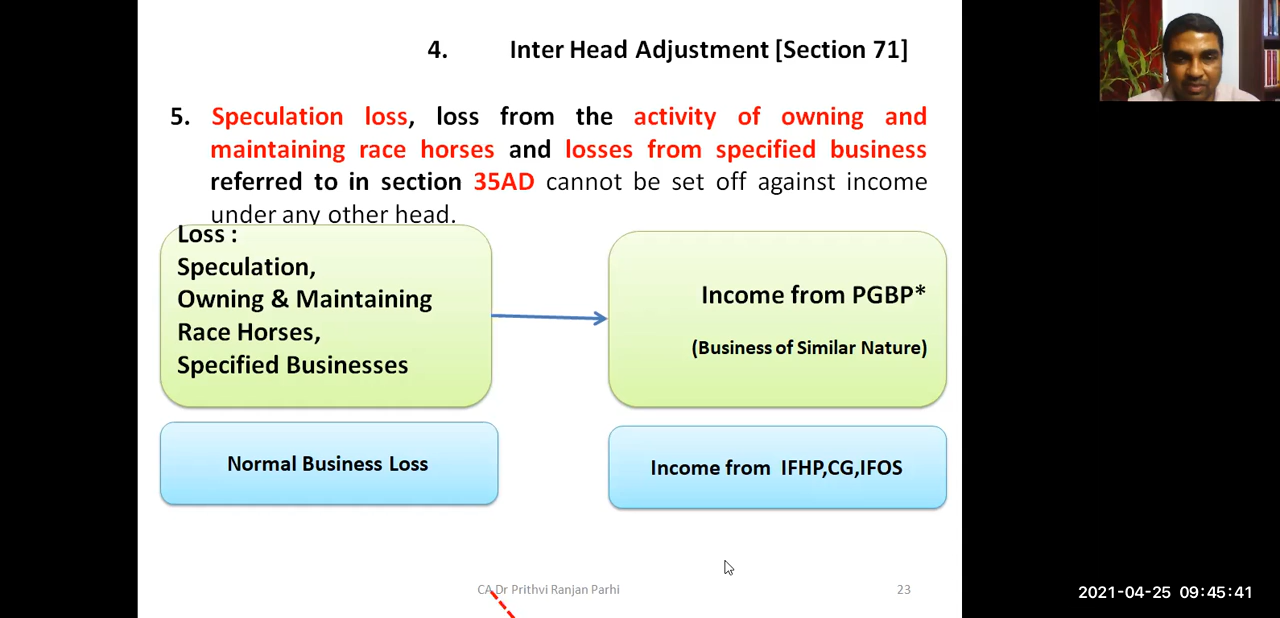 4. Inter Head Adjustment [Section 71]
5. Speculation loss, loss from the activity of owning and
maintaining race horses and losses from specified business
referred to in section 35AD cannot be set off against income
under any other head.
Loss :
Speculation,
Owning & Maintaining
Race Horses,
Specified Businesses
Income from PGBP*
(Business of Similar Nature)
Normal Business Loss
Income from IFHP,CG,IFOS
CA Dr Prithvi Ranjan Parhi
23
2021-04-25 09:45:41